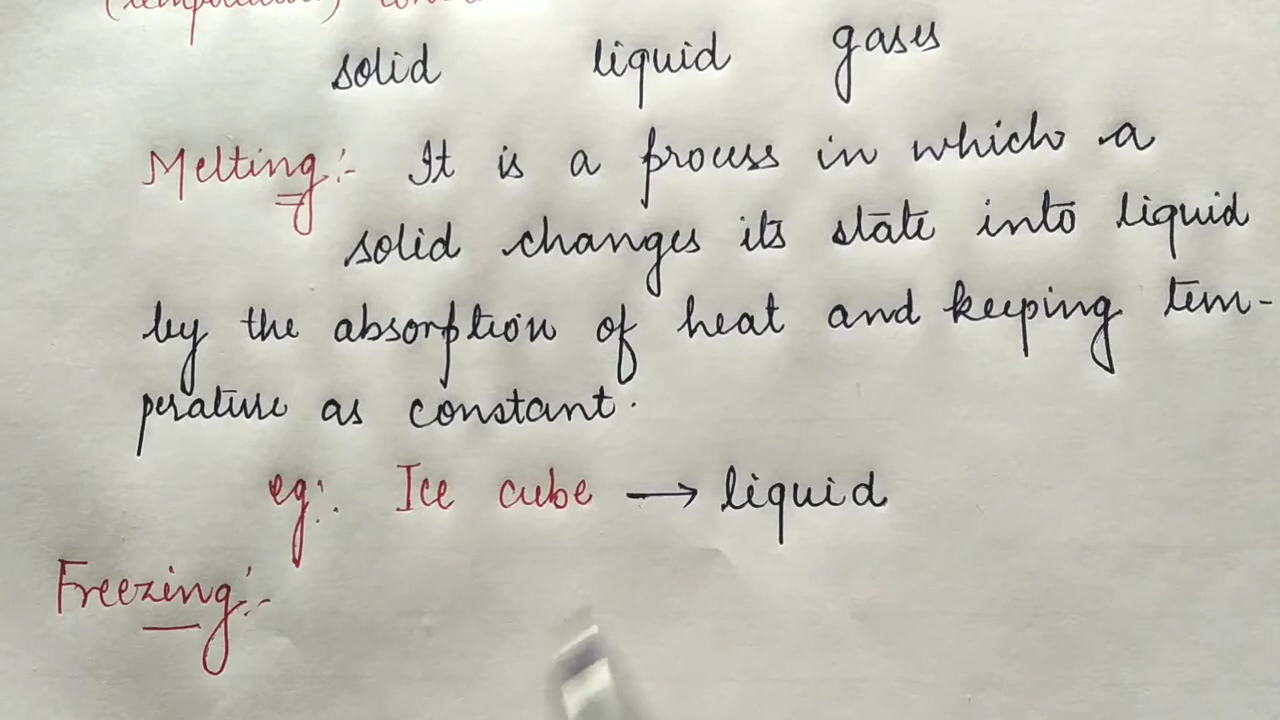 (temperature)
solid liquid gases
Melting:- It is a process in which a
solid changes its state into liquid
by the absorption of heat and keeping tem-
perature as constant.
eg:. Ice cube → liquid
Freezing:-